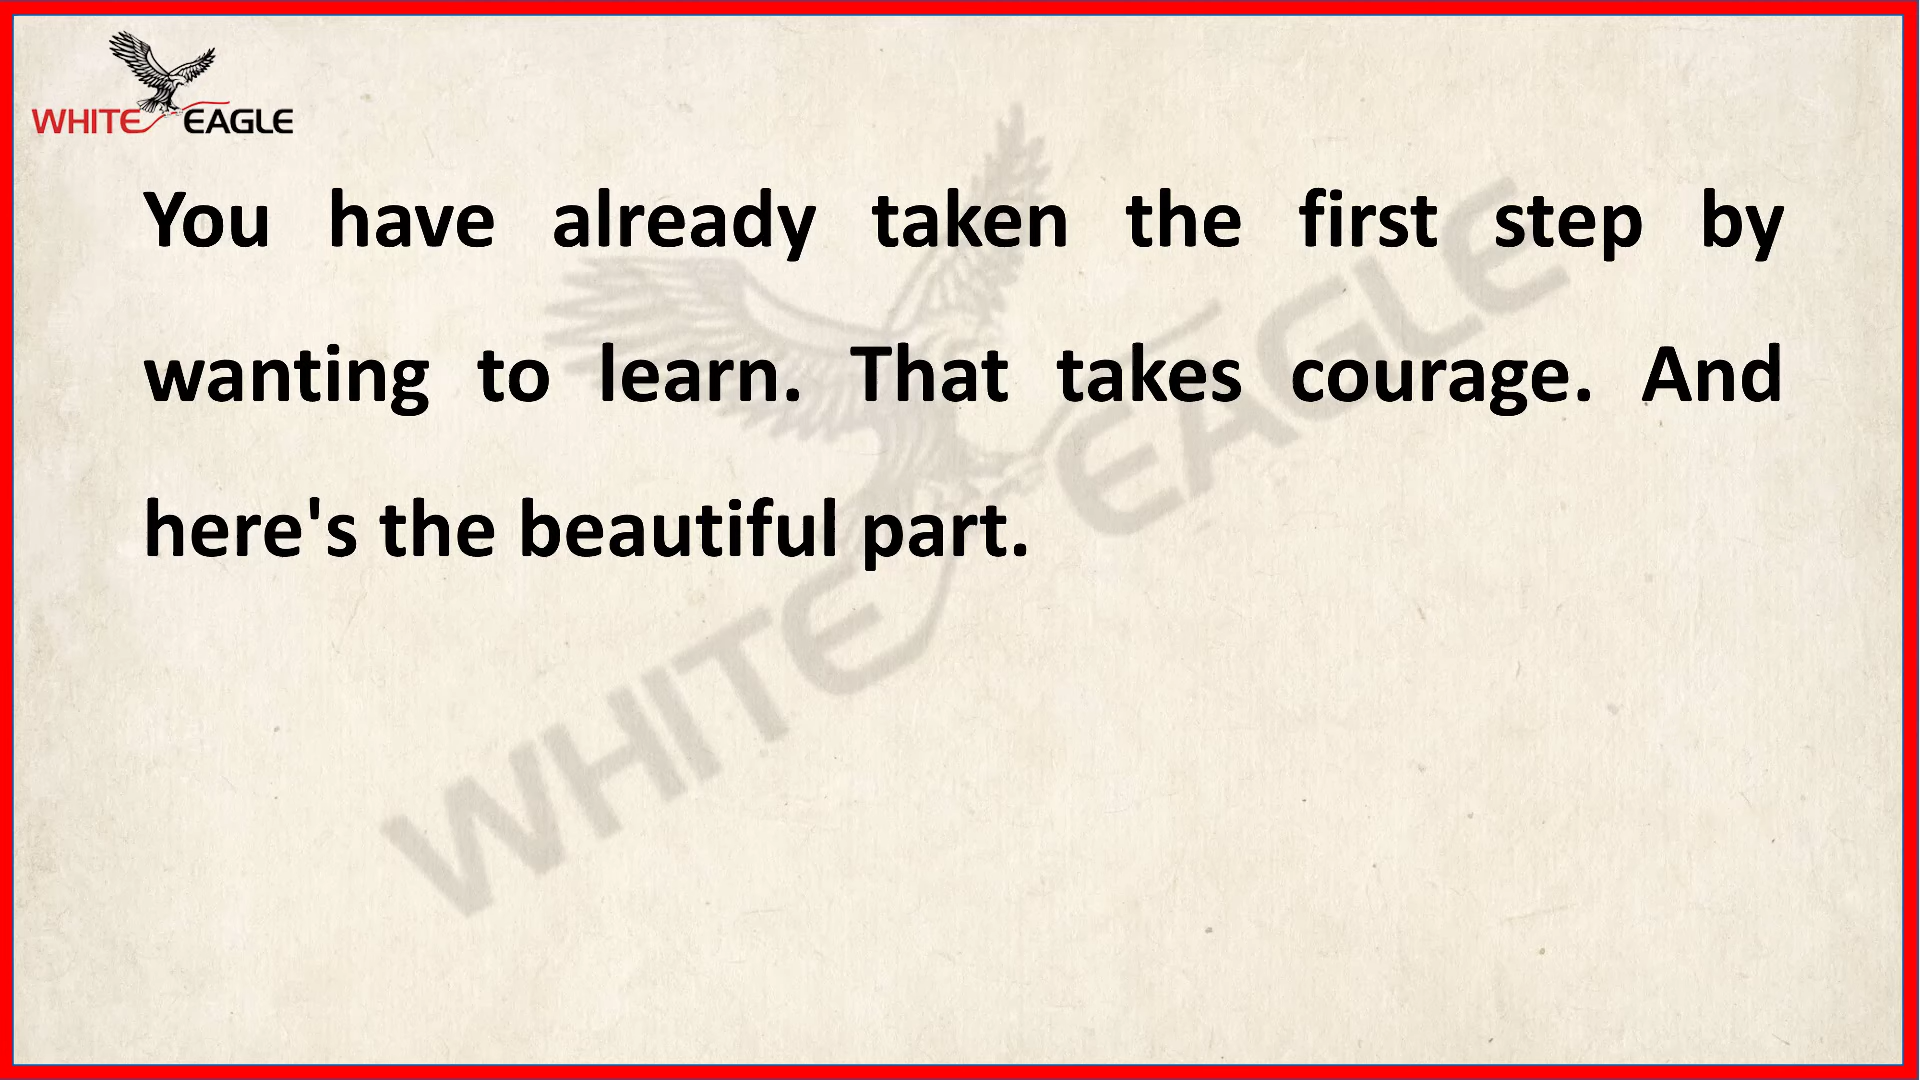 WHITE EAGLE
You have already taken the first step by
wanting to learn. That takes courage. And
here's the beautiful part.
WHITE EAGLE